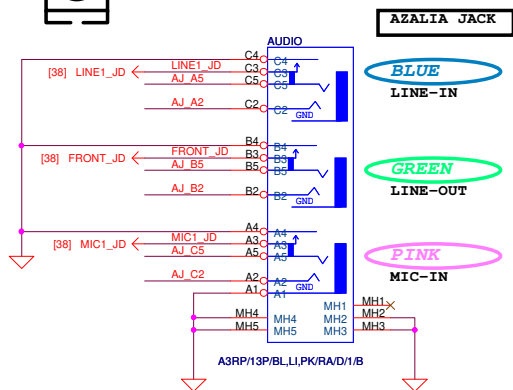 AZALIA JACK
AUDIO
C4 C4
[38] LINE1_JD LINE1_JD C3 C3
AJ_A5 C5 C5
BLUE
LINE-IN
AJ_A2 C2 C2
GND
B4 B4
[38] FRONT_JD FRONT_JD B3 B3
AJ_B5 B5 B5
GREEN
LINE-OUT
AJ_B2 B2 B2
GND
A4 A4
[38] MIC1_JD MIC1_JD A3 A3
AJ_C5 A5 A5
PINK
MIC-IN
AJ_C2 A2 A2
GND
A1 A1
MH1 MH1
MH4 MH4 MH2 MH2
MH5 MH5 MH3 MH3
A3RP/13P/BL,LI,PK/RA/D/1/B